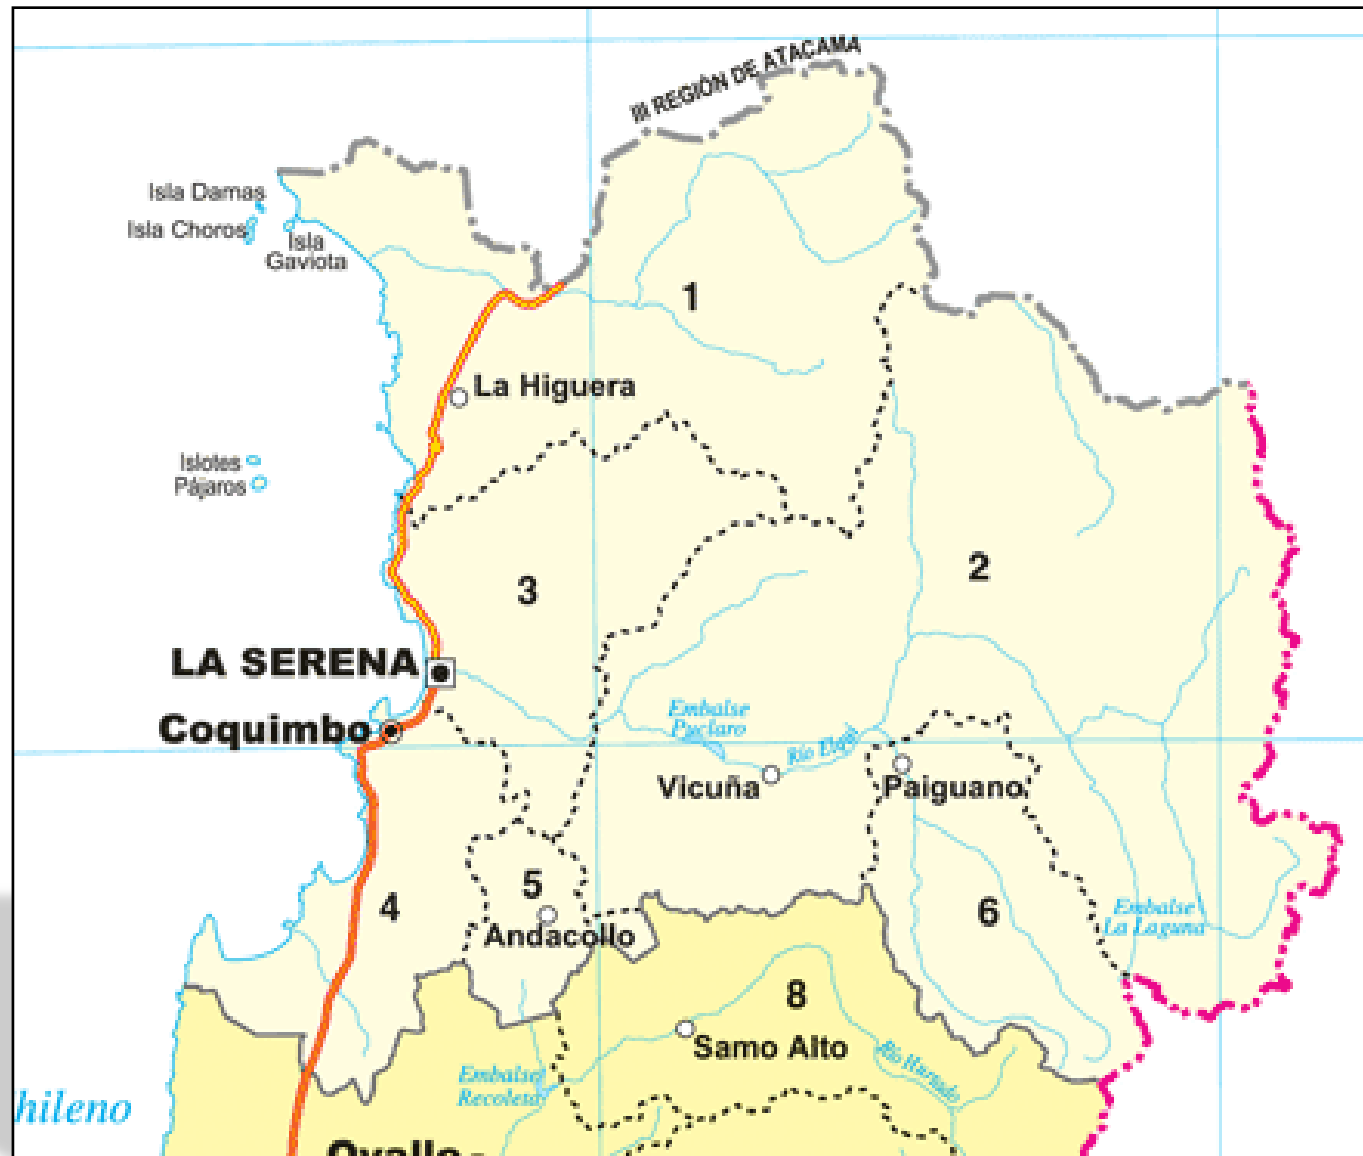 III REGIÓN DE ATACAMA
Isla Damas
Isla Choros
Isla
Gaviota
1
La Higuera
Islotes
Pájaros
2
3
LA SERENA
Coquimbo
Embalse
Puclaro
Río Elqui
Vicuña
Paiguano
4
5
Andacollo
6
Embalse
La Laguna
8
Samo Alto
Río Hurtado
Embalse
Recoleta
hileno
Ovalle